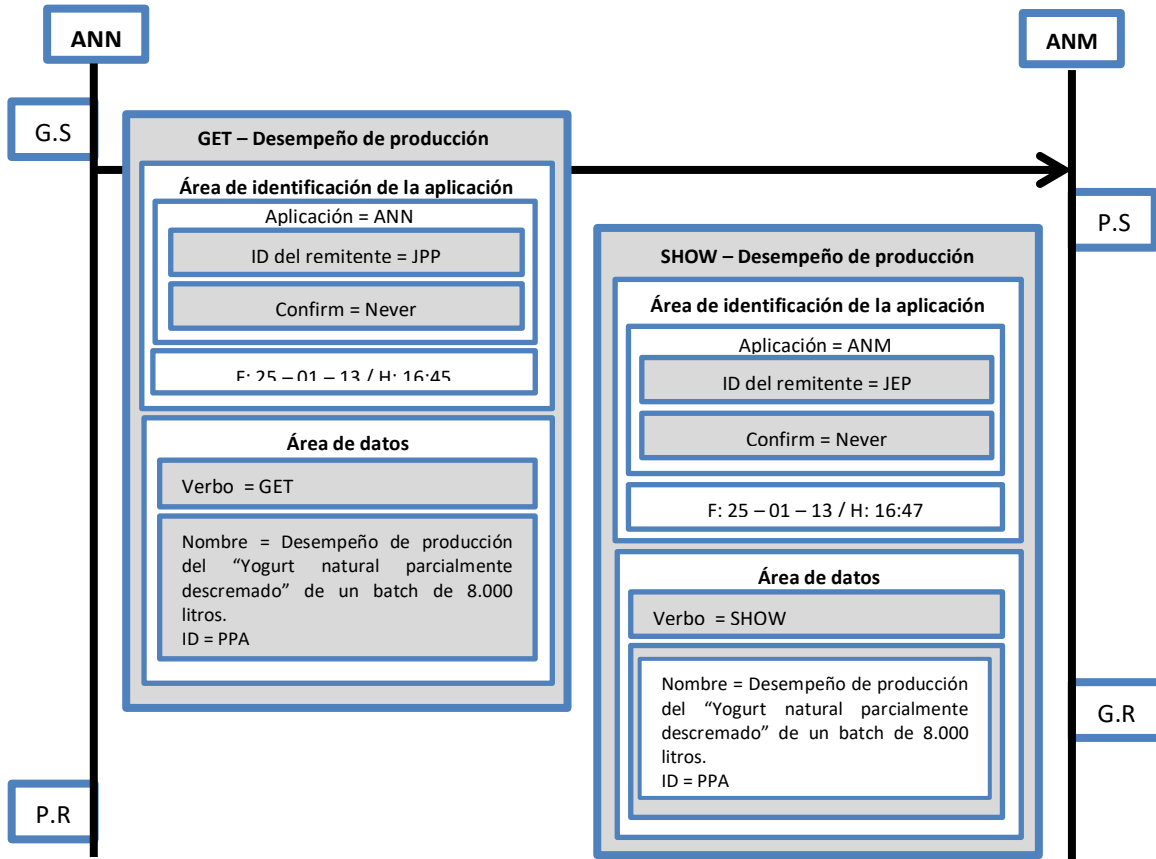 ANN
ANM
G.S
GET – Desempeño de producción
Área de identificación de la aplicación
Aplicación = ANN
ID del remitente = JPP
Confirm = Never
F: 25 – 01 – 13 / H: 16:45
Área de datos
Verbo = GET
Nombre = Desempeño de producción
del “Yogurt natural parcialmente
descremado” de un batch de 8.000
litros.
ID = PPA
P.R
P.S
SHOW – Desempeño de producción
Área de identificación de la aplicación
Aplicación = ANM
ID del remitente = JEP
Confirm = Never
F: 25 – 01 – 13 / H: 16:47
Área de datos
Verbo = SHOW
Nombre = Desempeño de producción
del “Yogurt natural parcialmente
descremado” de un batch de 8.000
litros.
ID = PPA
G.R